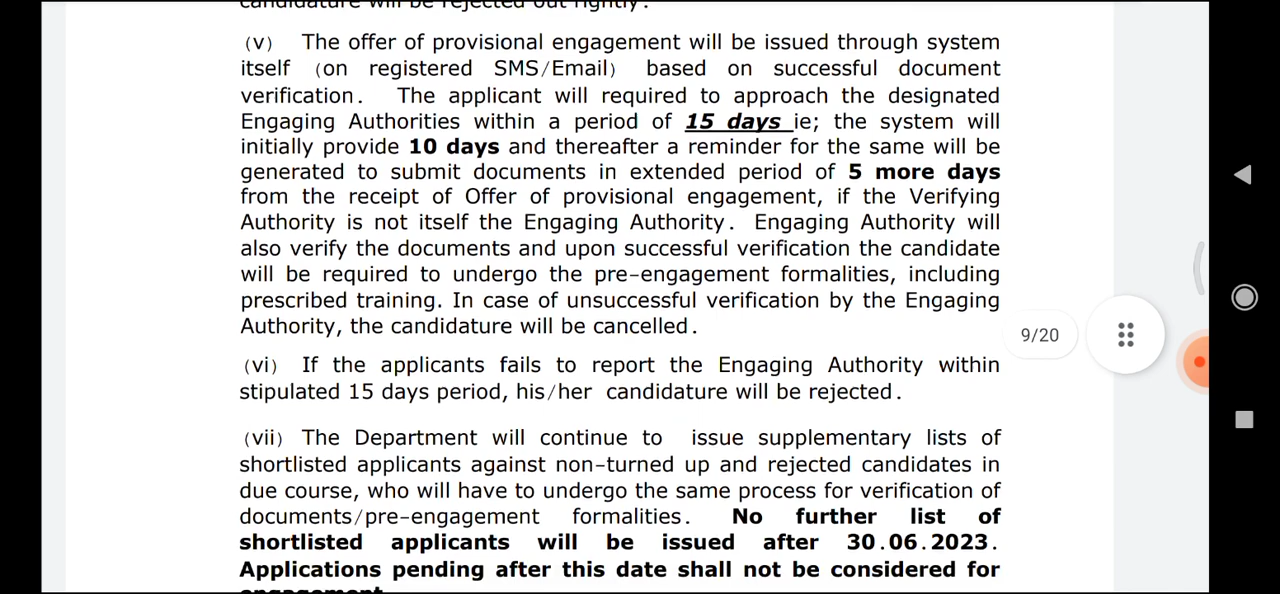 candidature will be rejected out rightly.
(v) The offer of provisional engagement will be issued through system
itself (on registered SMS/Email) based on successful document
verification. The applicant will required to approach the designated
Engaging Authorities within a period of 15 days ie; the system will
initially provide 10 days and thereafter a reminder for the same will be
generated to submit documents in extended period of 5 more days
from the receipt of Offer of provisional engagement, if the Verifying
Authority is not itself the Engaging Authority. Engaging Authority will
also verify the documents and upon successful verification the candidate
will be required to undergo the pre-engagement formalities, including
prescribed training. In case of unsuccessful verification by the Engaging
Authority, the candidature will be cancelled.
9/20
(vi) If the applicants fails to report the Engaging Authority within
stipulated 15 days period, his/her candidature will be rejected.
(vii) The Department will continue to issue supplementary lists of
shortlisted applicants against non-turned up and rejected candidates in
due course, who will have to undergo the same process for verification of
documents/pre-engagement formalities. No further list of
shortlisted applicants will be issued after 30.06.2023.
Applications pending after this date shall not be considered for
engagement